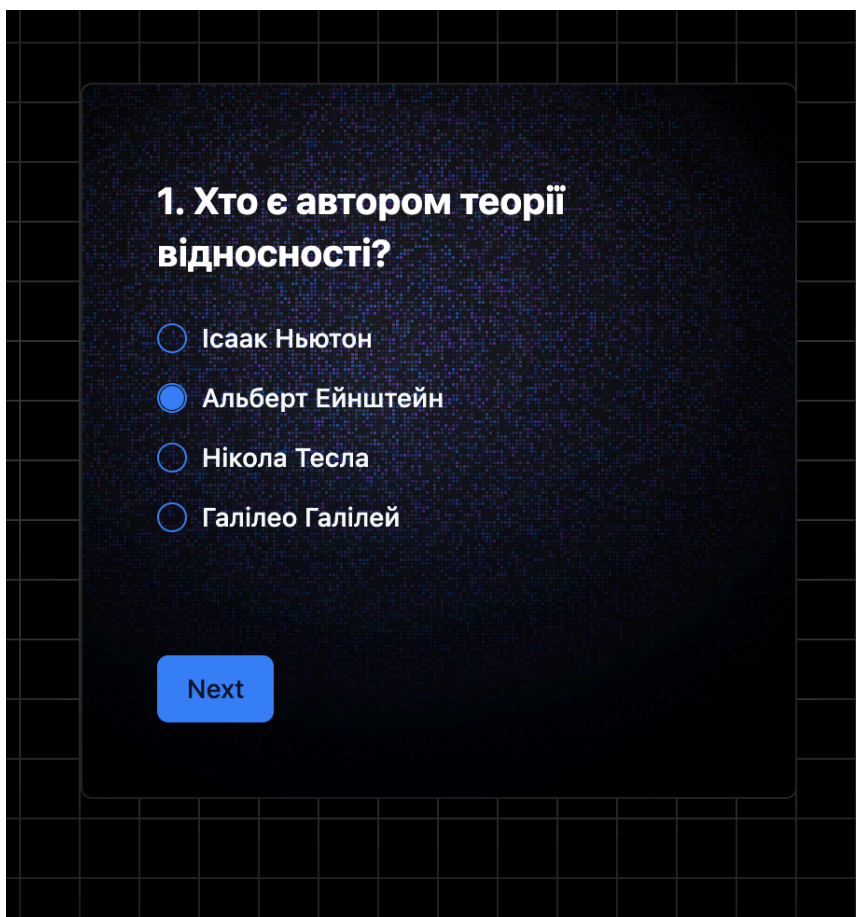 1. Хто є автором теорії
відносності?
Ісаак Ньютон
Альберт Ейнштейн
Нікола Тесла
Галілео Галілей
Next